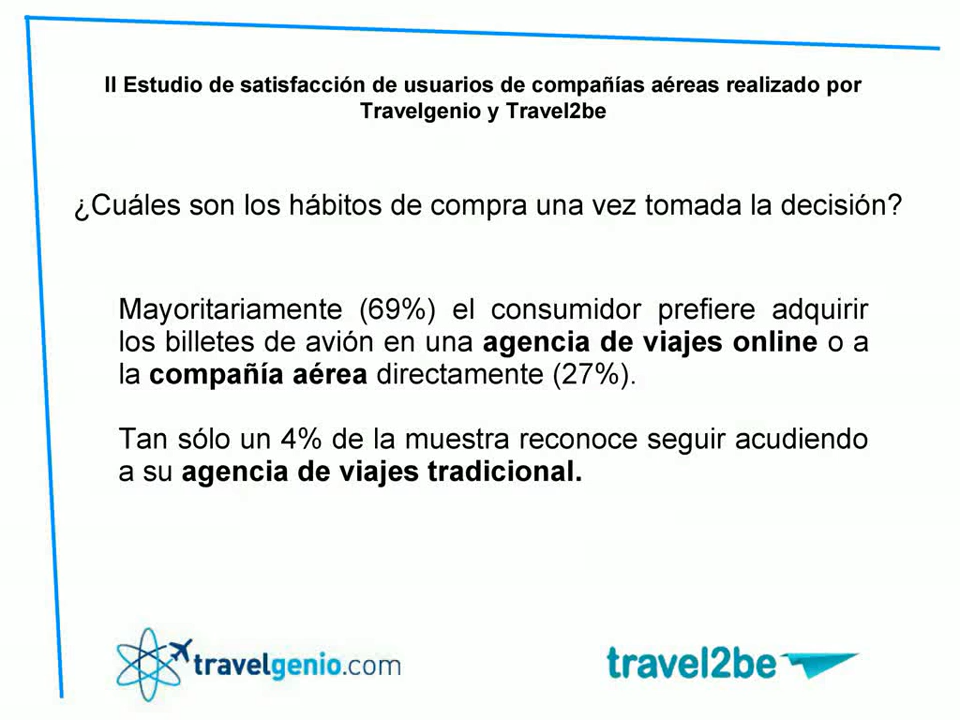 II Estudio de satisfacción de usuarios de compañías aéreas realizado por
Travelgenio y Travel2be
¿Cuáles son los hábitos de compra una vez tomada la decisión?
Mayoritariamente (69%) el consumidor prefiere adquirir
los billetes de avión en una agencia de viajes online o a
la compañía aérea directamente (27%).
Tan sólo un 4% de la muestra reconoce seguir acudiendo
a su agencia de viajes tradicional.
travelgenio.com
travel2be